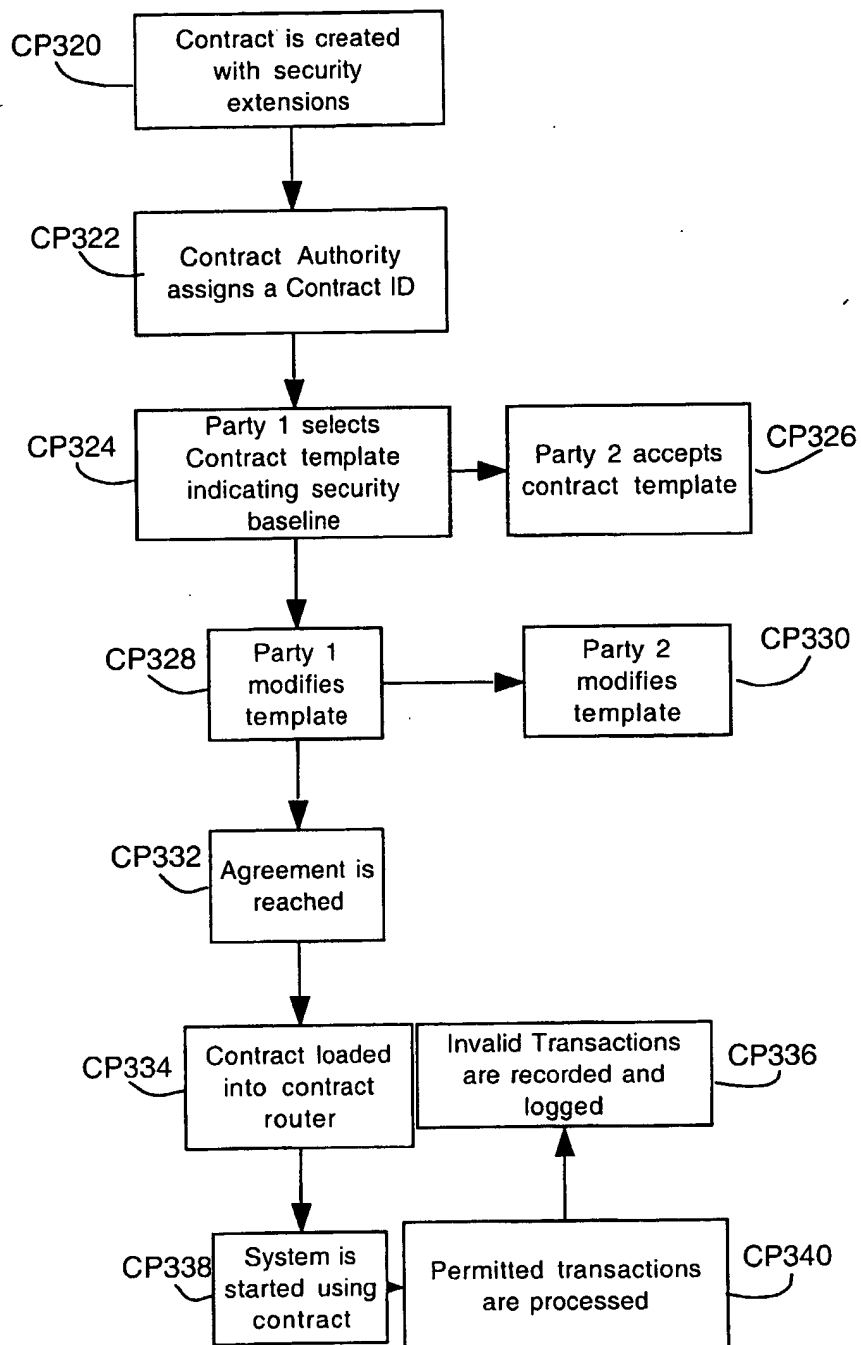 CP320
Contract is created
with security
extensions
CP322
Contract Authority
assigns a Contract ID
CP324
Party 1 selects
Contract template
indicating security
baseline
Party 2 accepts
contract template
CP326
CP328
Party 1
modifies
template
Party 2
modifies
template
CP330
CP332
Agreement is
reached
CP334
Contract loaded
into contract
router
Invalid Transactions
are recorded and
logged
CP336
CP338
System is
started using
contract
Permitted transactions
are processed
CP340